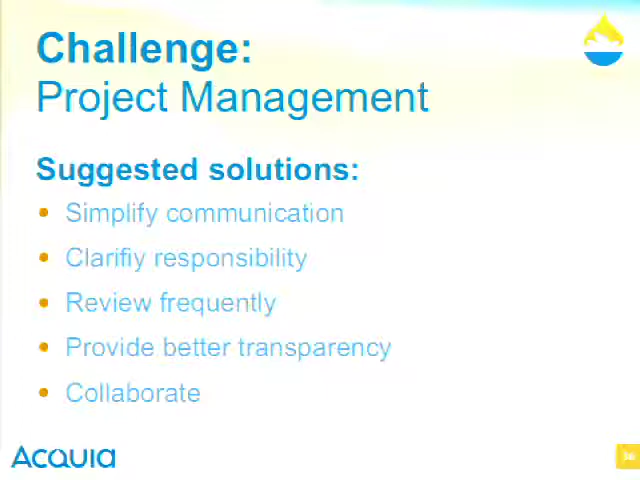 Challenge:
Project Management
Suggested solutions:
• Simplify communication
• Clarifiy responsibility
• Review frequently
• Provide better transparency
• Collaborate
Acquia